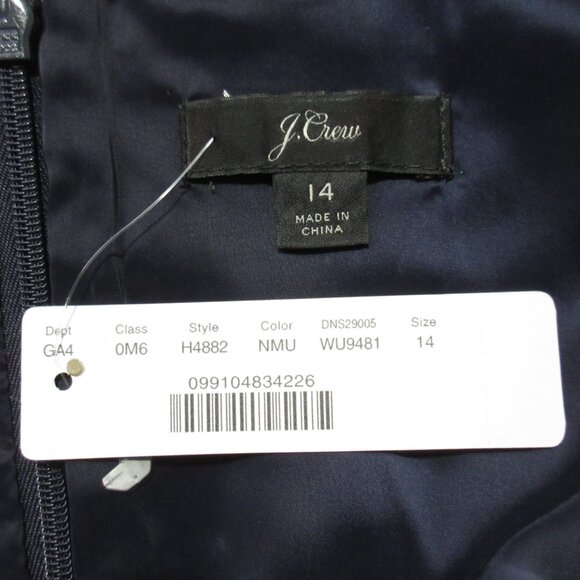 J.Crew
14
MADE IN
CHINA
Dept Class Style Color DNS29005 Size
GA4 0M6 H4882 NMU WU9481 14
099104834226